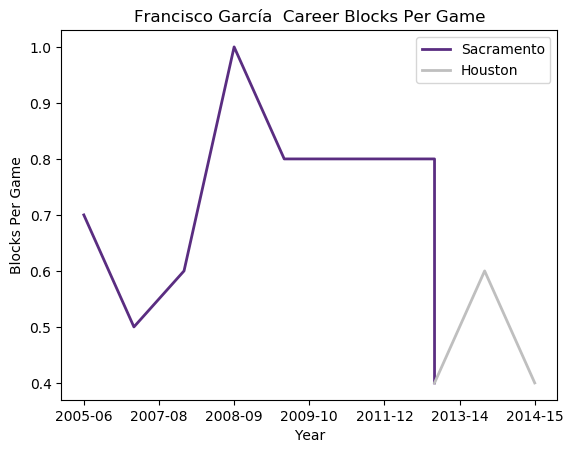 Francisco García  Career Blocks Per Game
Sacramento
Houston
Blocks Per Game
1.0
0.9
0.8
0.7
0.6
0.5
0.4
2005-06 2007-08 2008-09 2009-10 2011-12 2013-14 2014-15
Year